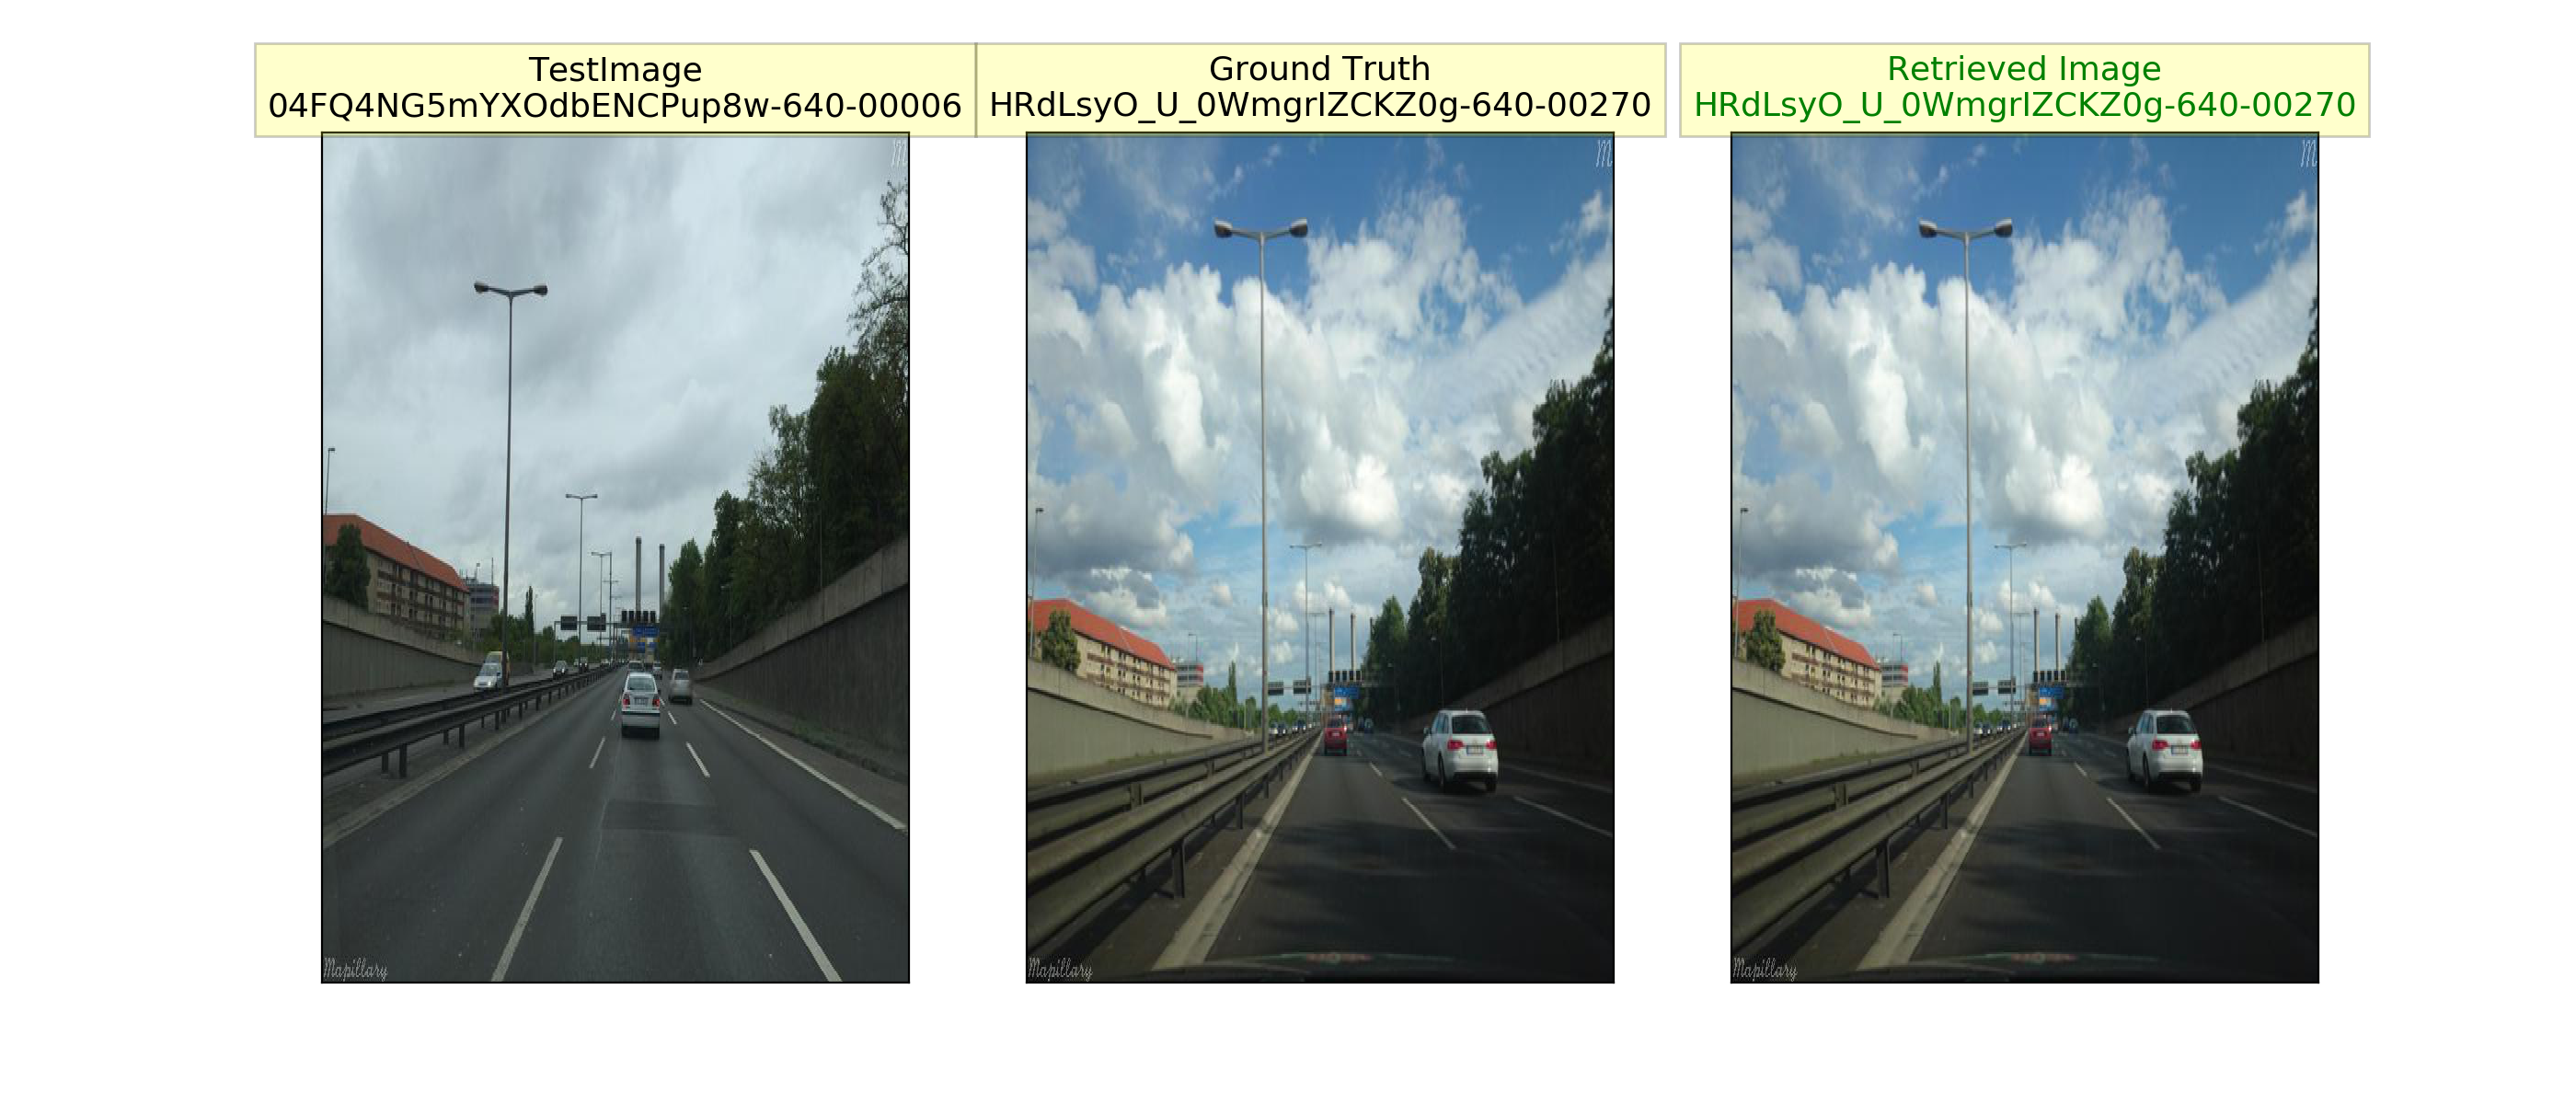 TestImage
04FQ4NG5mYXOdbENCPup8w-640-00006
Ground Truth
HRdLsyO_U_0WmgrIZCKZ0g-640-00270
Retrieved Image
HRdLsyO_U_0WmgrIZCKZ0g-640-00270
M
M
M
Mapillary
Mapillary
Mapillary